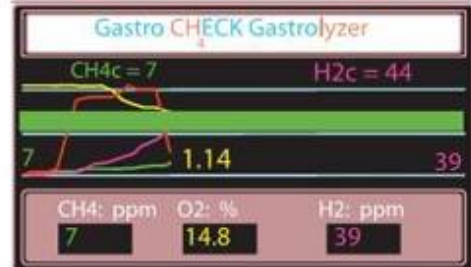 Gastro CHECK Gastrolyzer
4
CH4c = 7 H2c = 44
7 1.14 39
CH4: ppm O2: % H2: ppm
7 14.8 39